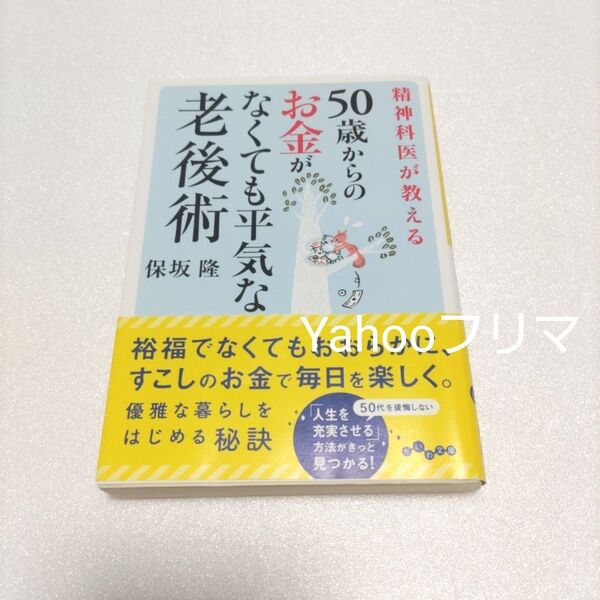 精神科医が教える
50歳からの
お金が
なくても平気な
老後術
保坂 隆
Yahooフリマ
裕福でなくてもおおらかに、
すこしのお金で毎日を楽しく。
優雅な暮らしを
はじめる秘訣
50代を後悔しない
「人生を
充実させる」
方法がきっと
見つかる!
だいわ文庫